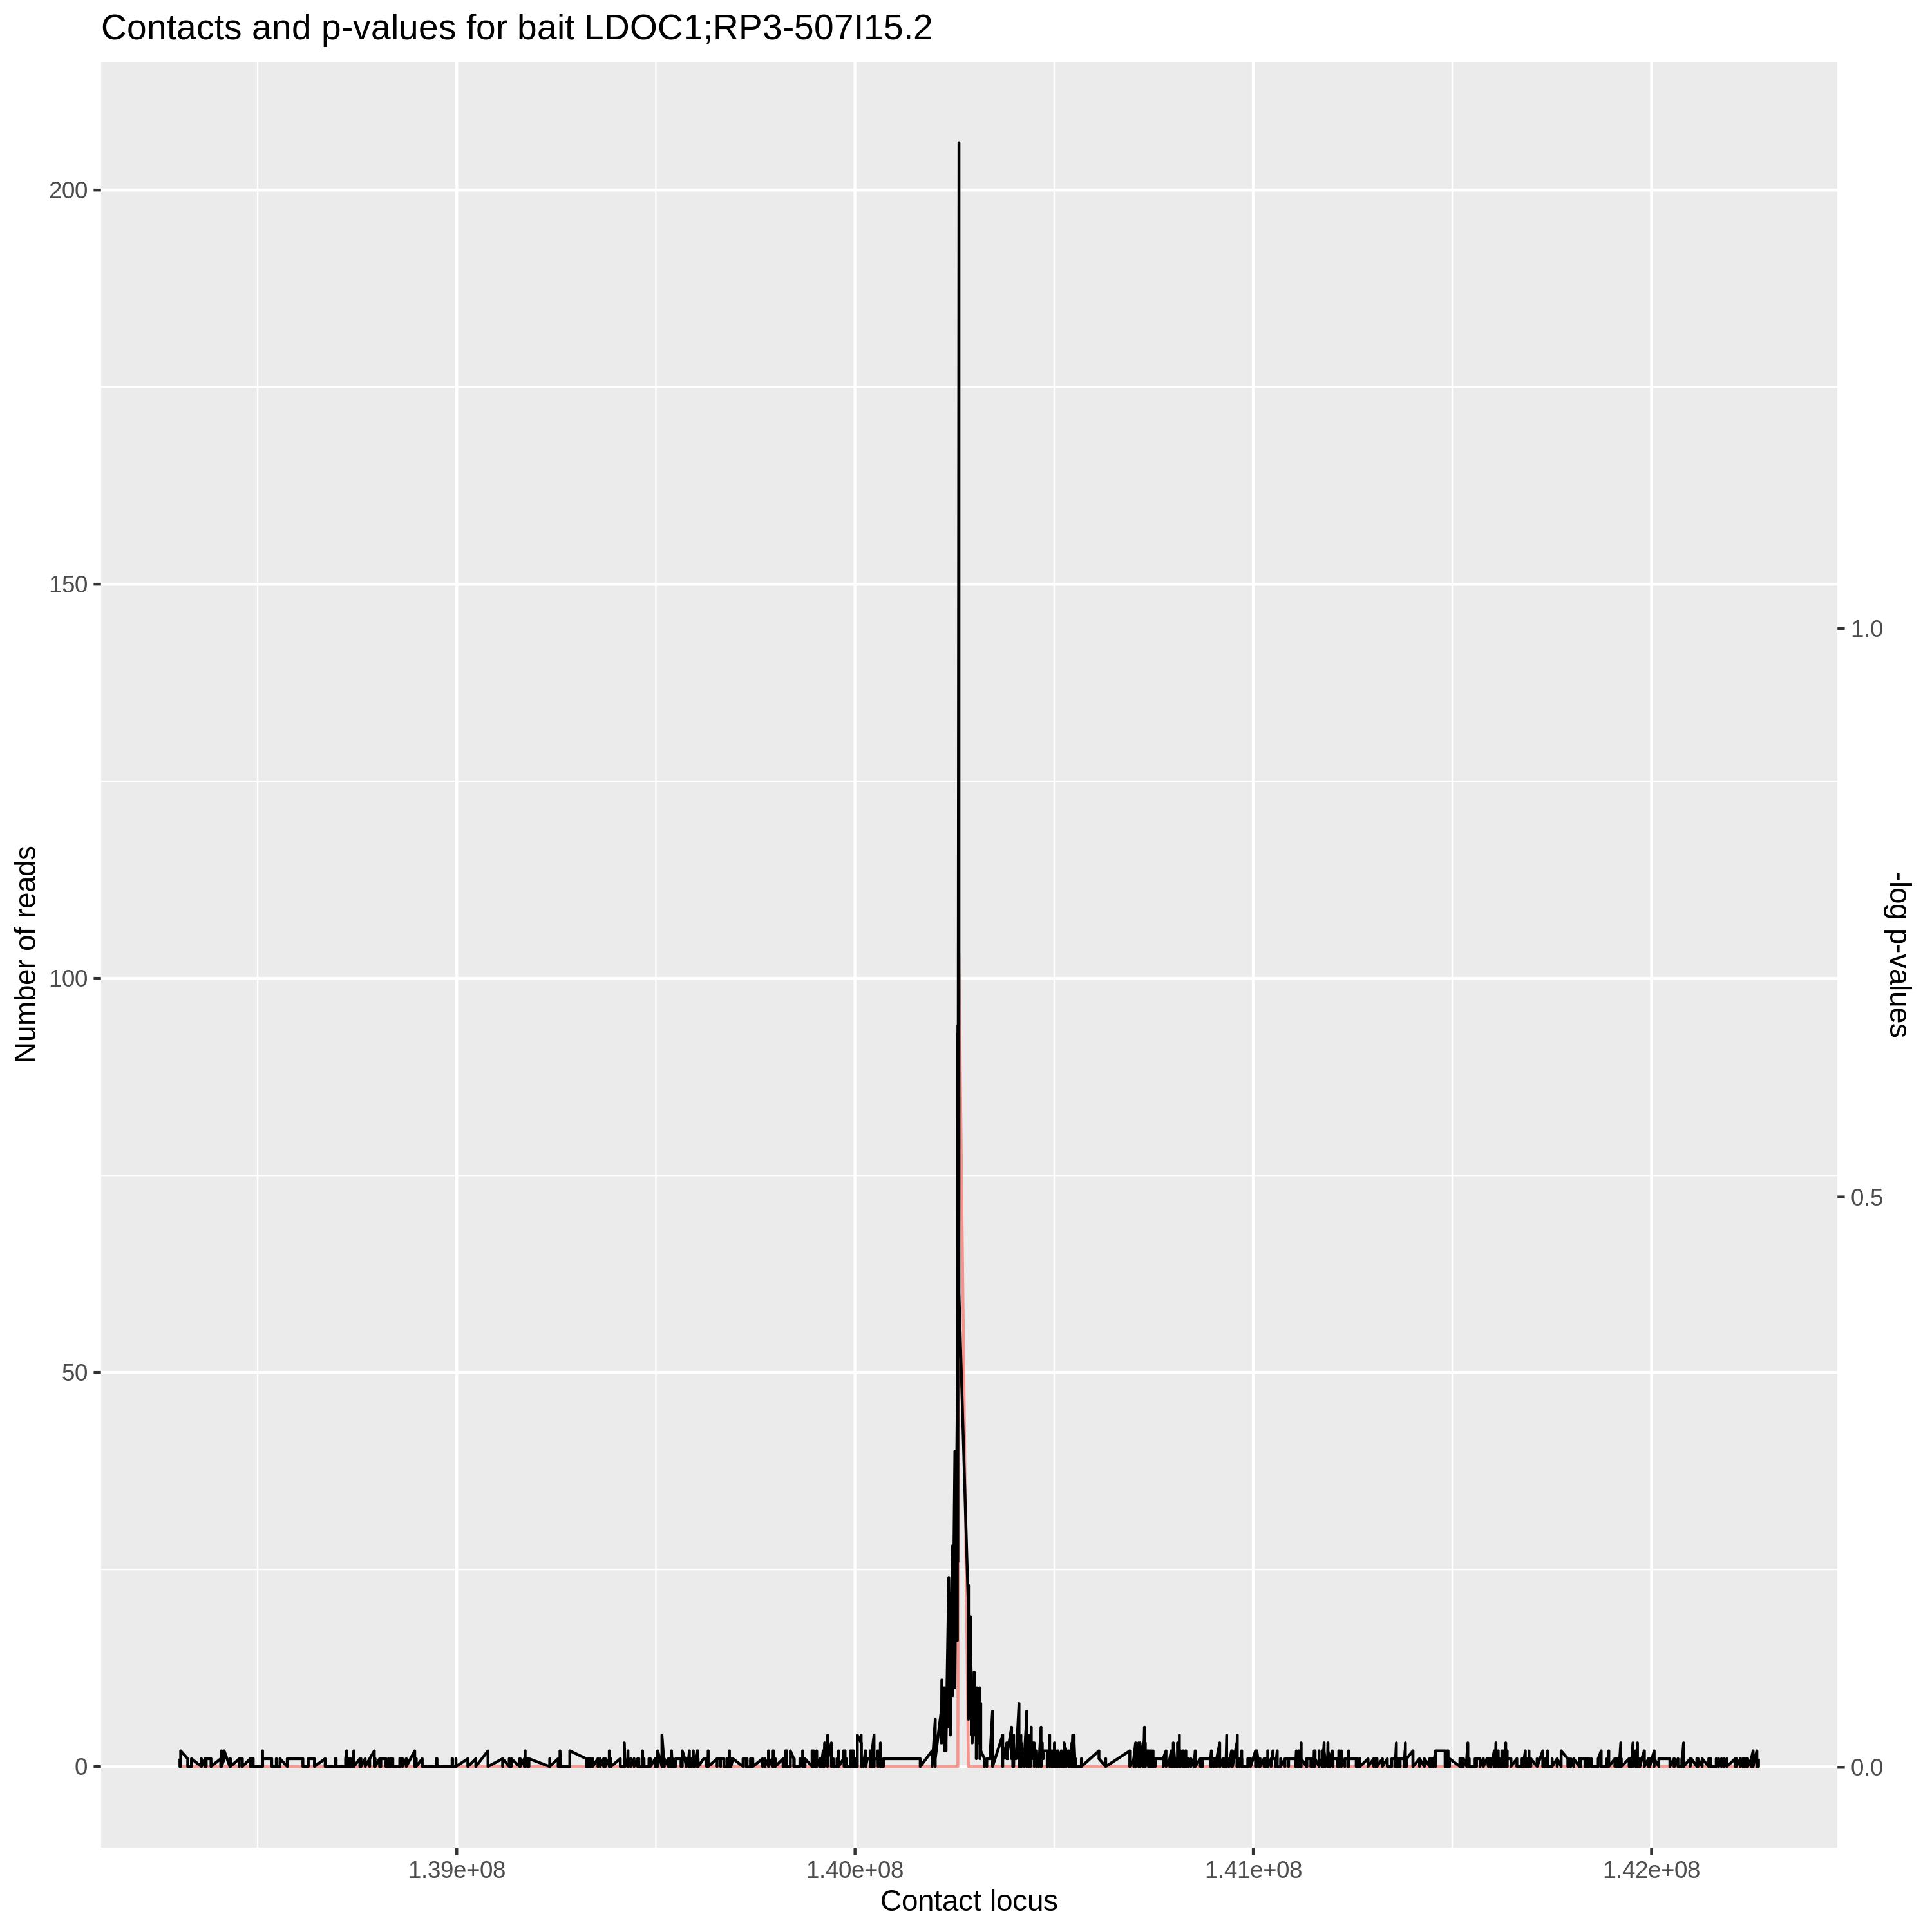 Contacts and p-values for bait LDOC1;RP3-507I15.2
200
150
100
50
0
Number of reads
1.0
0.5
0.0
-log p-values
1.39e+08
1.40e+08
1.41e+08
1.42e+08
Contact locus